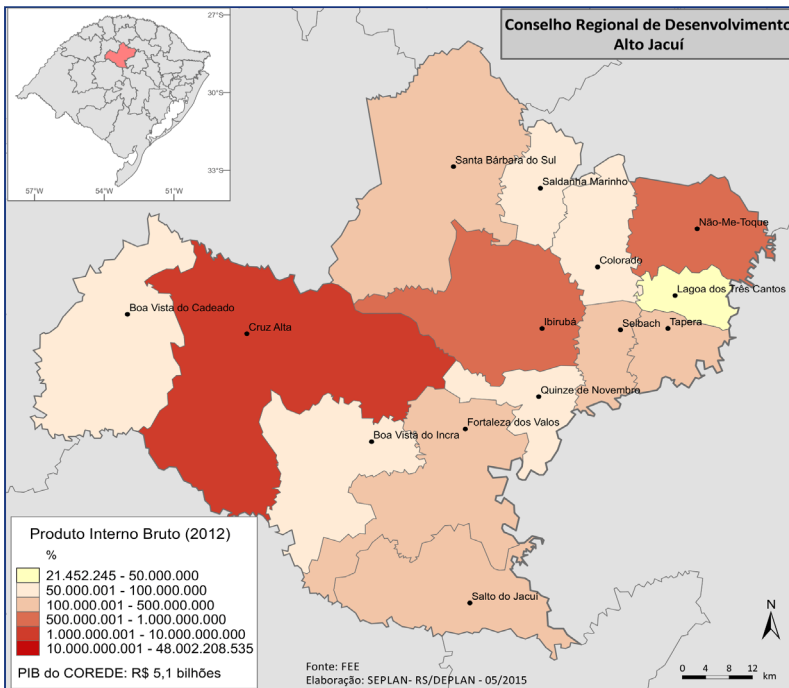 Conselho Regional de Desenvolvimento
Alto Jacuí
27°S
30°S
33°S
57°W 54°W 51°W
Santa Bárbara do Sul
Saldanha Marinho
Não-Me-Toque
Colorado
Lagoa dos Três Cantos
Boa Vista do Cadeado
Cruz Alta
Ibirubá
Selbach
Tapera
Quinze de Novembro
Fortaleza dos Valos
Boa Vista do Incra
Salto do Jacuí
Produto Interno Bruto (2012)
%
21.452.245 - 50.000.000
50.000.001 - 100.000.000
100.000.001 - 500.000.000
500.000.001 - 1.000.000.000
1.000.000.001 - 10.000.000.000
10.000.000.001 - 48.002.208.535
PIB do COREDE: R$ 5,1 bilhões
Fonte: FEE
Elaboração: SEPLAN- RS/DEPLAN - 05/2015
N
0 4 8 12
km